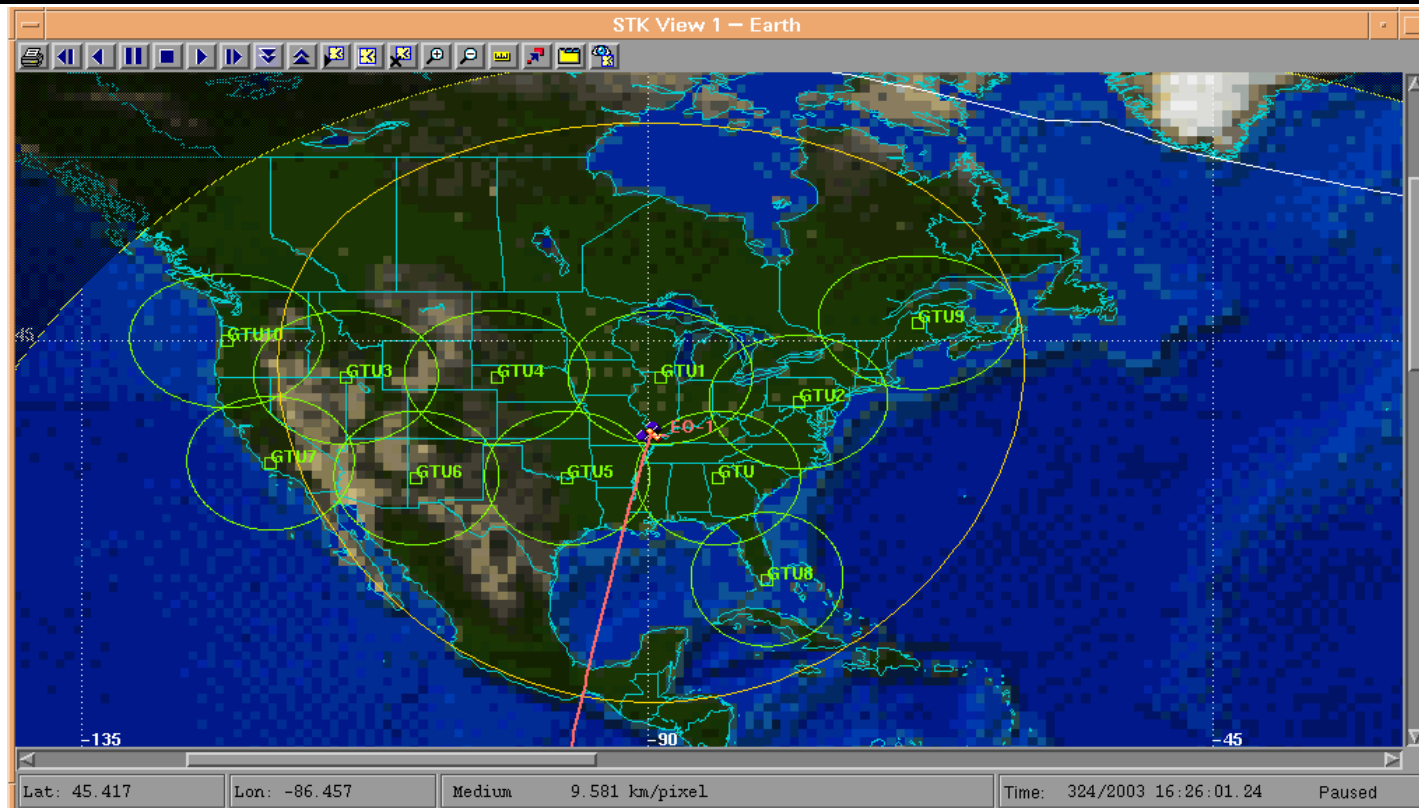 STK View 1 – Earth
GTU9
45
GTU10
GTU3
GTU4
GTU1
GTU2
EO-1
GTU7
GTU6
GTU5
GTU
GTU8
-135
-90
-45
Lat: 45.417
Lon: -86.457
Medium
9.581 km/pixel
Time:
324/2003 16:26:01.24
Paused